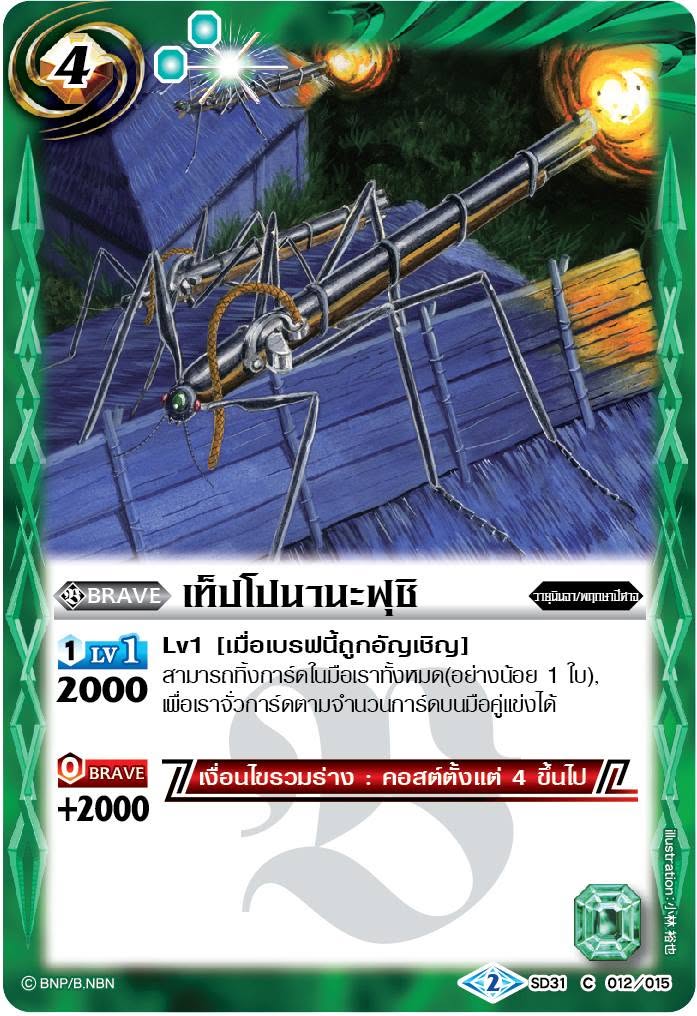 4
BRAVE เท็ปโปนานะฟุชิ วายุนินจา/พฤกษาปีศาจ
1 LV1
2000
Lv1 [เมื่อเบรฟนี้ถูกอัญเชิญ]
สามารถทิ้งการ์ดในมือเราทั้งหมด(อย่างน้อย 1 ใบ),
เพื่อเราจั่วการ์ดตามจำนวนการ์ดบนมือคู่แข่งได้
0 BRAVE
+2000
เงื่อนไขรวมร่าง : คอสต์ตั้งแต่ 4 ขึ้นไป
illustration:小林 裕也
© BNP/B.NBN
2 SD31 C 012/015